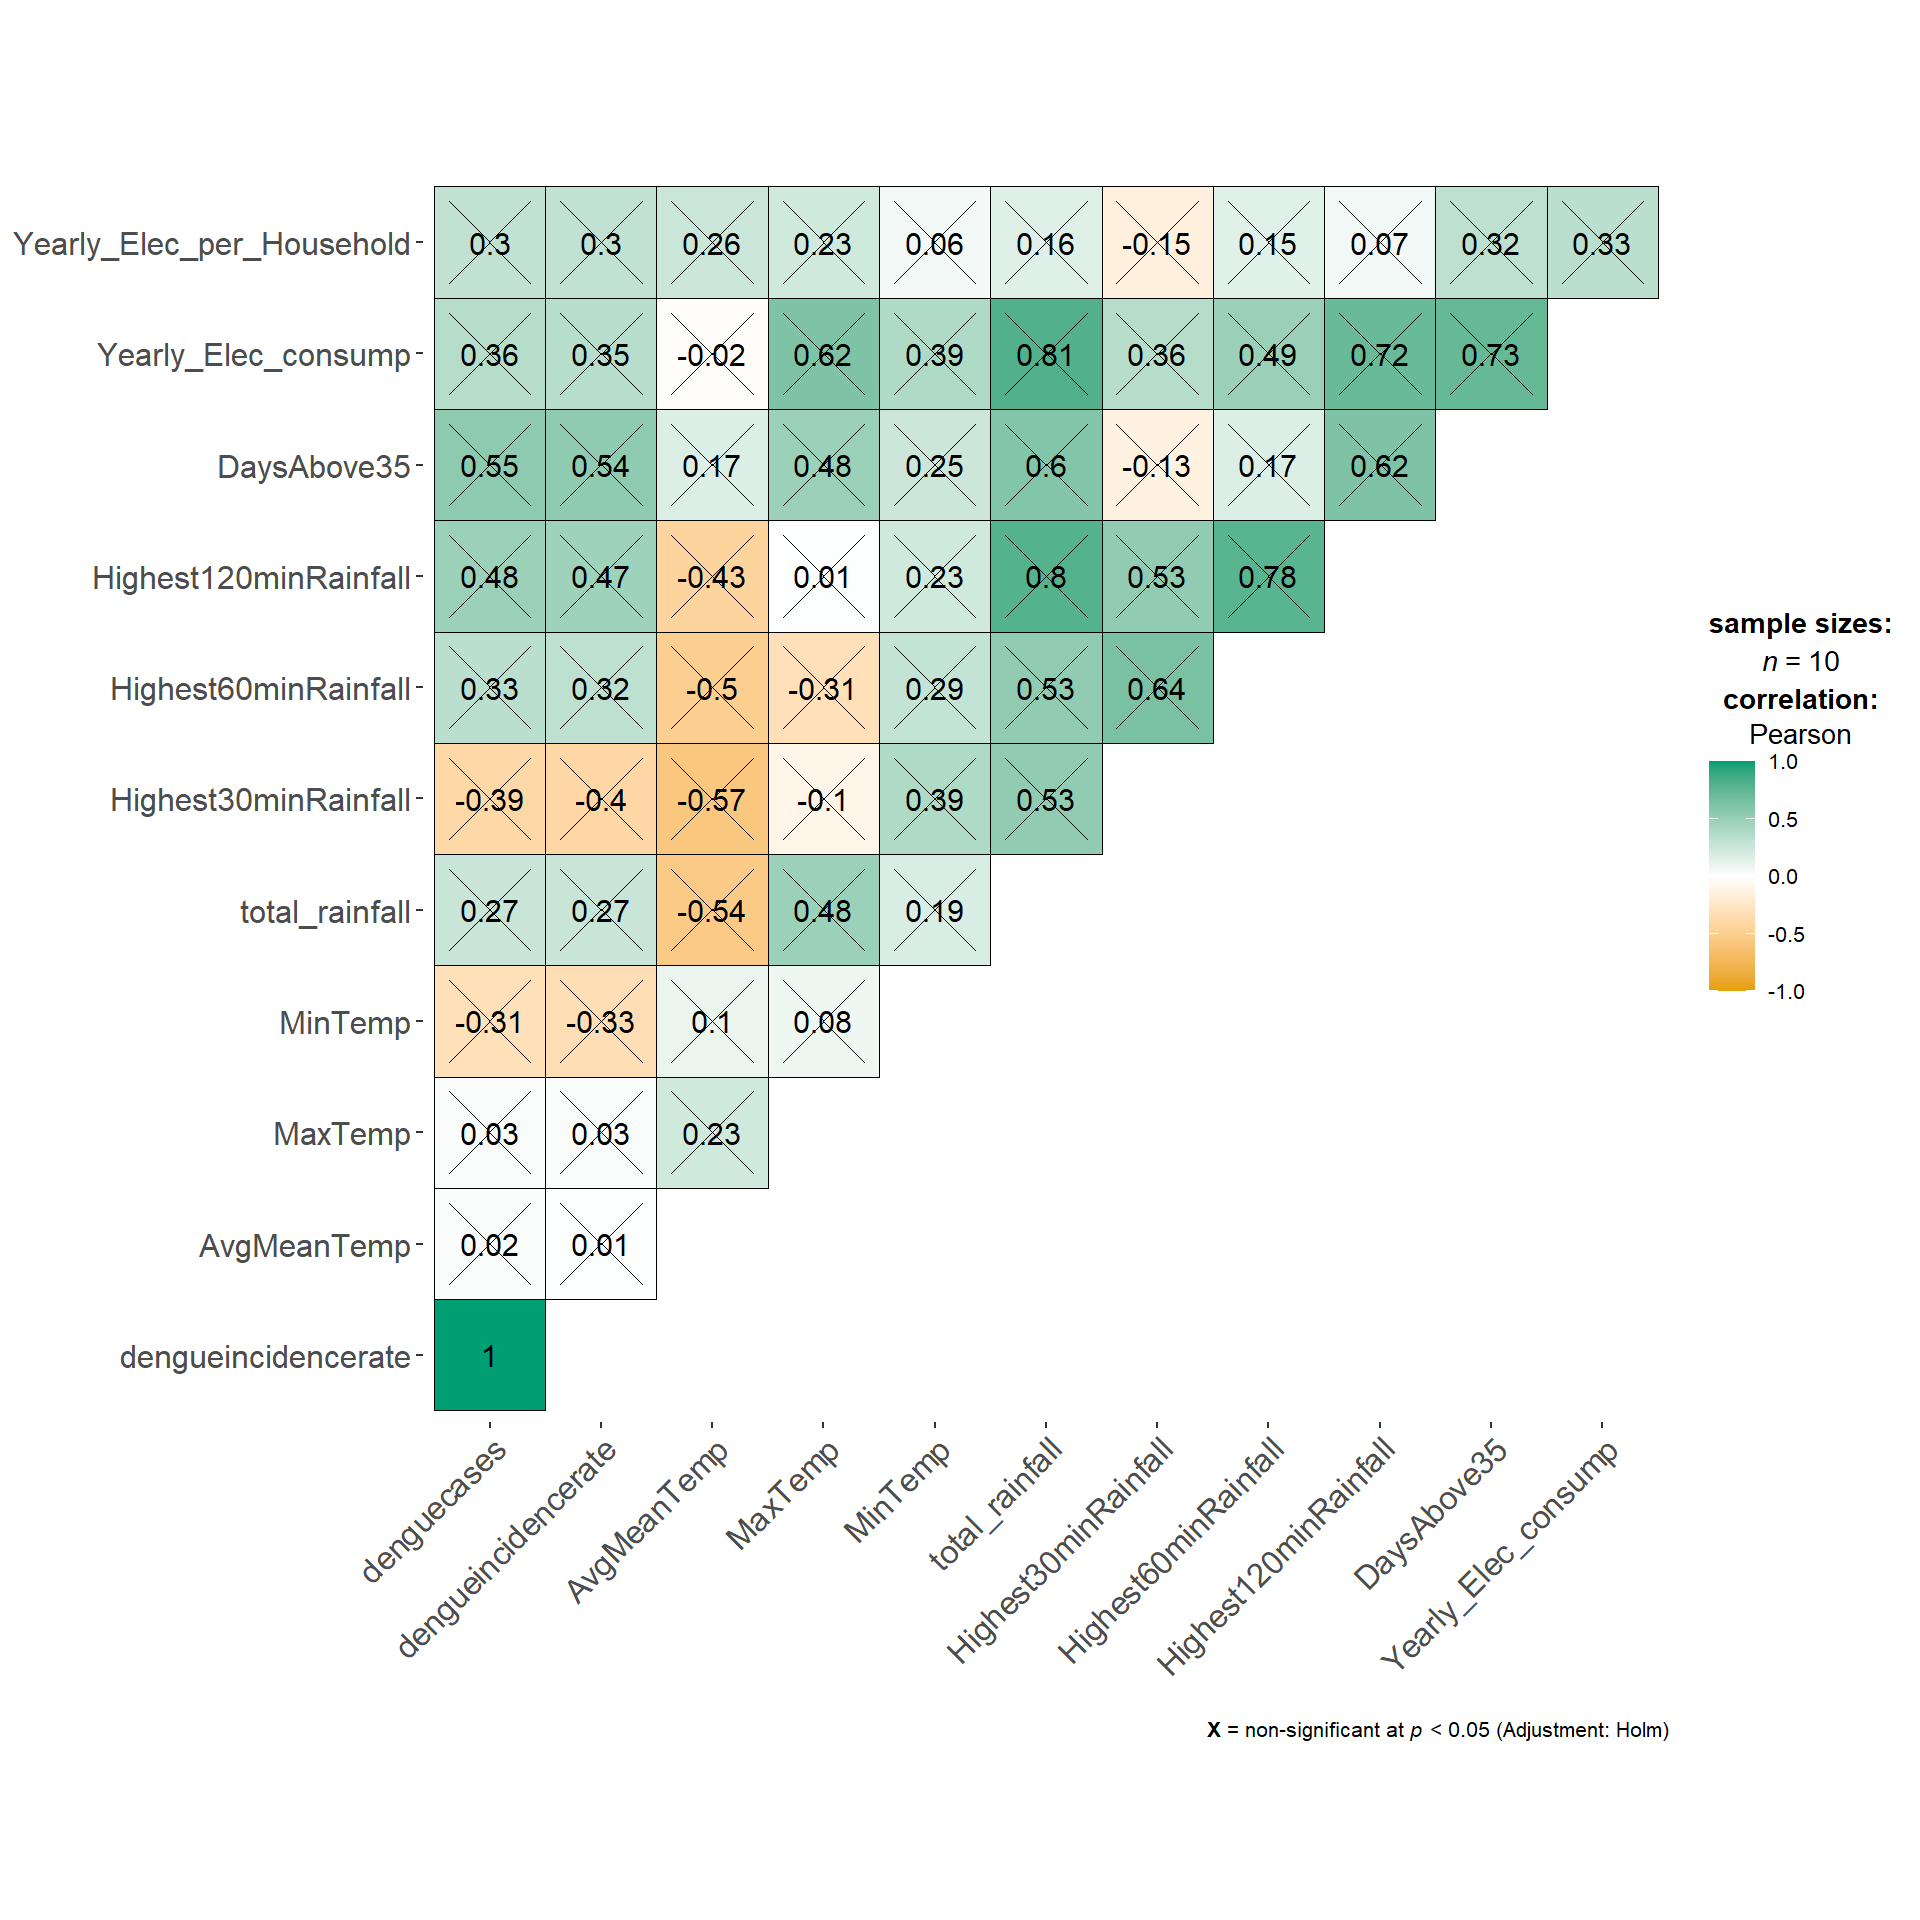 Yearly_Elec_per_Household 0.3 0.3 0.26 0.23 0.06 0.16 -0.15 0.15 0.07 0.32 0.33
Yearly_Elec_consump 0.36 0.35 -0.02 0.62 0.39 0.81 0.36 0.49 0.72 0.73
DaysAbove35 0.55 0.54 0.17 0.48 0.25 0.6 -0.13 0.17 0.62
Highest120minRainfall 0.48 0.47 -0.43 0.01 0.23 0.8 0.53 0.78
Highest60minRainfall 0.33 0.32 -0.5 -0.31 0.29 0.53 0.64
Highest30minRainfall -0.39 -0.4 -0.57 -0.1 0.39 0.53
total_rainfall 0.27 0.27 -0.54 0.48 0.19
MinTemp -0.31 -0.33 0.1 0.08
MaxTemp 0.03 0.03 0.23
AvgMeanTemp 0.02 0.01
dengueincidencerate 1
denguecases
dengueincidencerate
AvgMeanTemp
MaxTemp
MinTemp
total_rainfall
Highest30minRainfall
Highest60minRainfall
Highest120minRainfall
DaysAbove35
Yearly_Elec_consump
sample sizes:
n = 10
correlation:
Pearson
1.0
0.5
0.0
-0.5
-1.0
X = non-significant at p < 0.05 (Adjustment: Holm)